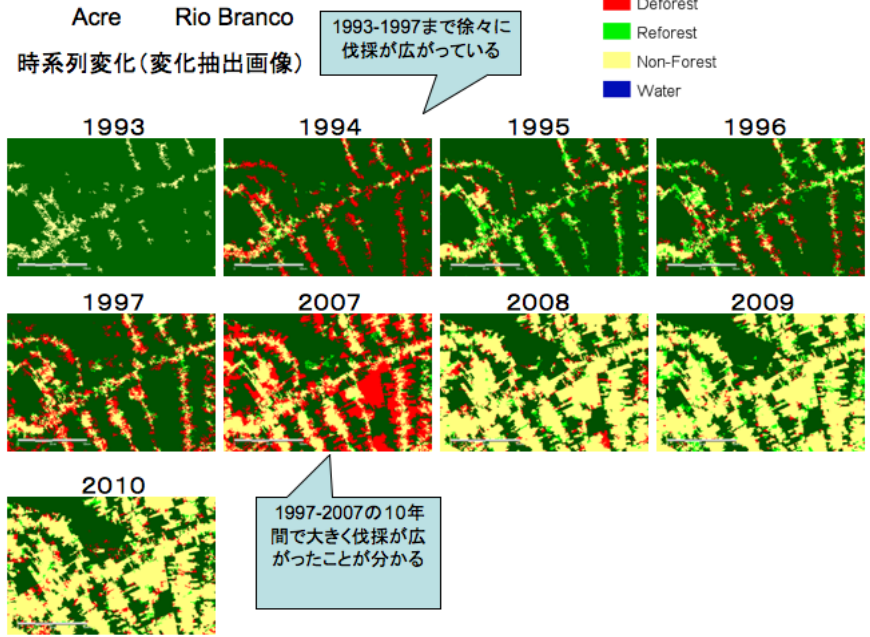 Acre Rio Branco
時系列変化(変化抽出画像)
1993-1997まで徐々に
伐採が広がっている
Deforest
Reforest
Non-Forest
Water
1993
1994
1995
1996
1997
2007
2008
2009
2010
1997-2007の10年
間で大きく伐採が広
がったことが分かる